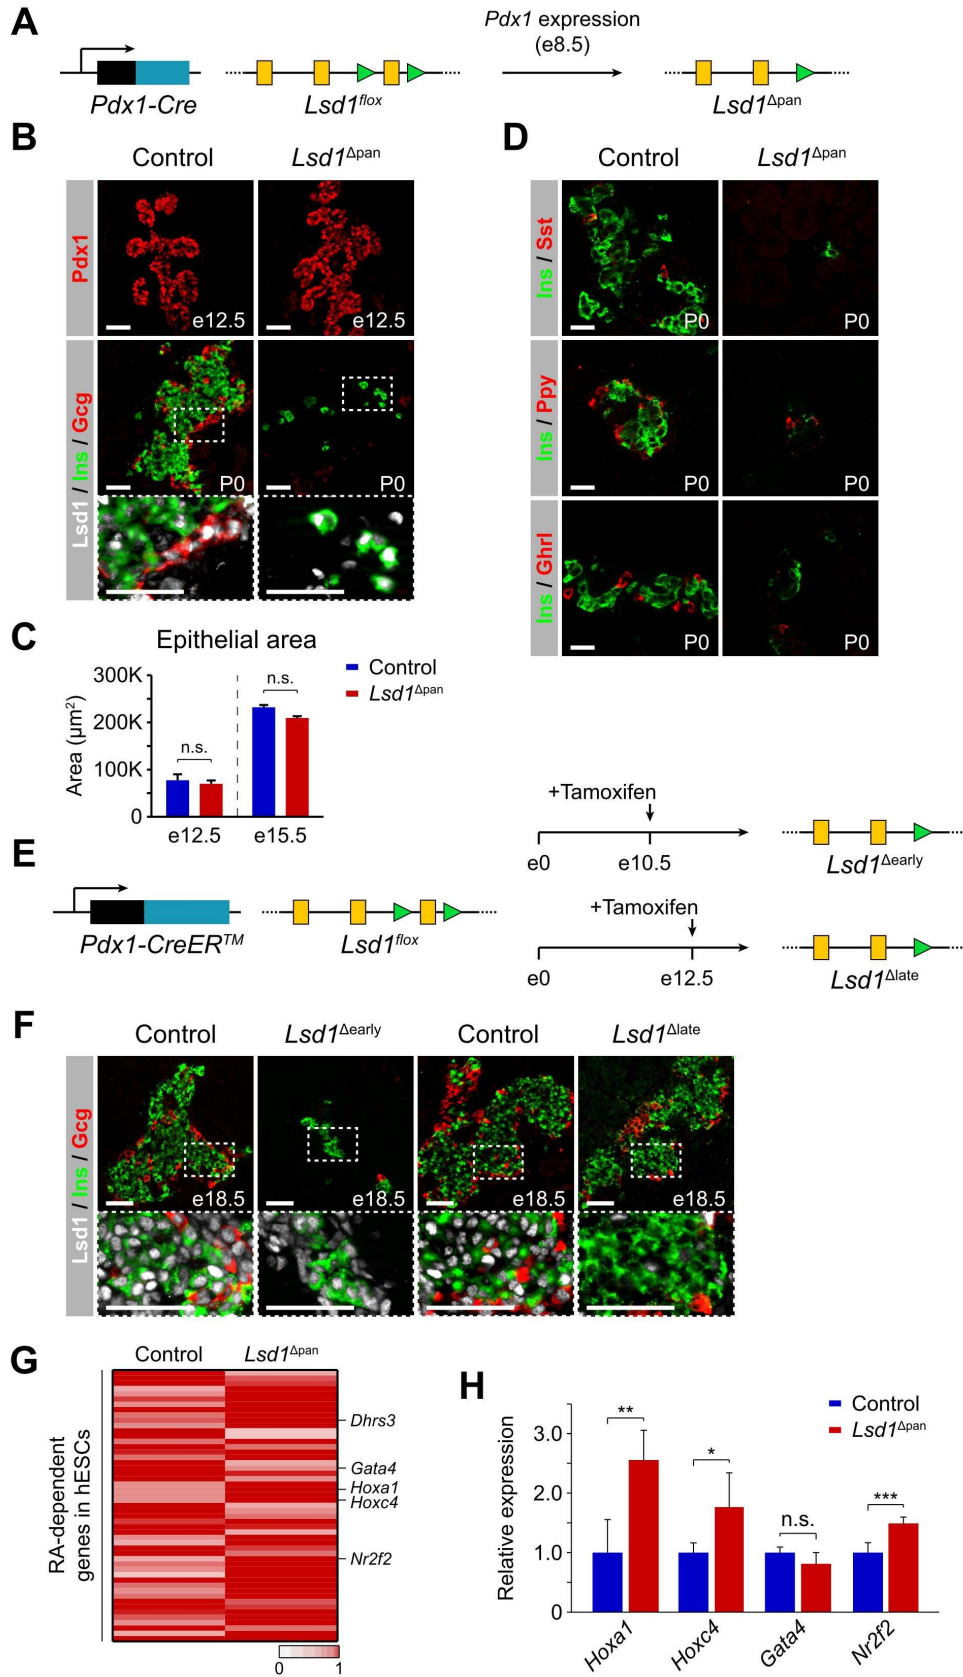 A
Pdx1 expression
(e8.5)
Pdx1-Cre
Lsd1flox
Lsd1Δpan
B
Control
Lsd1Δpan
Pdx1
e12.5
e12.5
Lsd1 / Ins / Gcg
P0
P0
D
Control
Lsd1Δpan
Ins / Sst
P0
P0
Ins / Ppy
P0
P0
Ins / Ghrl
P0
P0
C
Epithelial area
Control
Lsd1Δpan
Area (µm²)
300K
200K
100K
0
n.s.
n.s.
e12.5
e15.5
E
Pdx1-CreERTM
Lsd1flox
+Tamoxifen
e0
e10.5
Lsd1Δearly
+Tamoxifen
e0
e12.5
Lsd1Δlate
F
Control
Lsd1Δearly
Control
Lsd1Δlate
Lsd1 / Ins / Gcg
e18.5
e18.5
e18.5
e18.5
G
Control
Lsd1Δpan
RA-dependent
genes in hESCs
Dhrs3
Gata4
Hoxa1
Hoxc4
Nr2f2
0
1
H
Control
Lsd1Δpan
Relative expression
3.0
2.0
1.0
0
**
*
n.s.
***
Hoxa1
Hoxc4
Gata4
Nr2f2